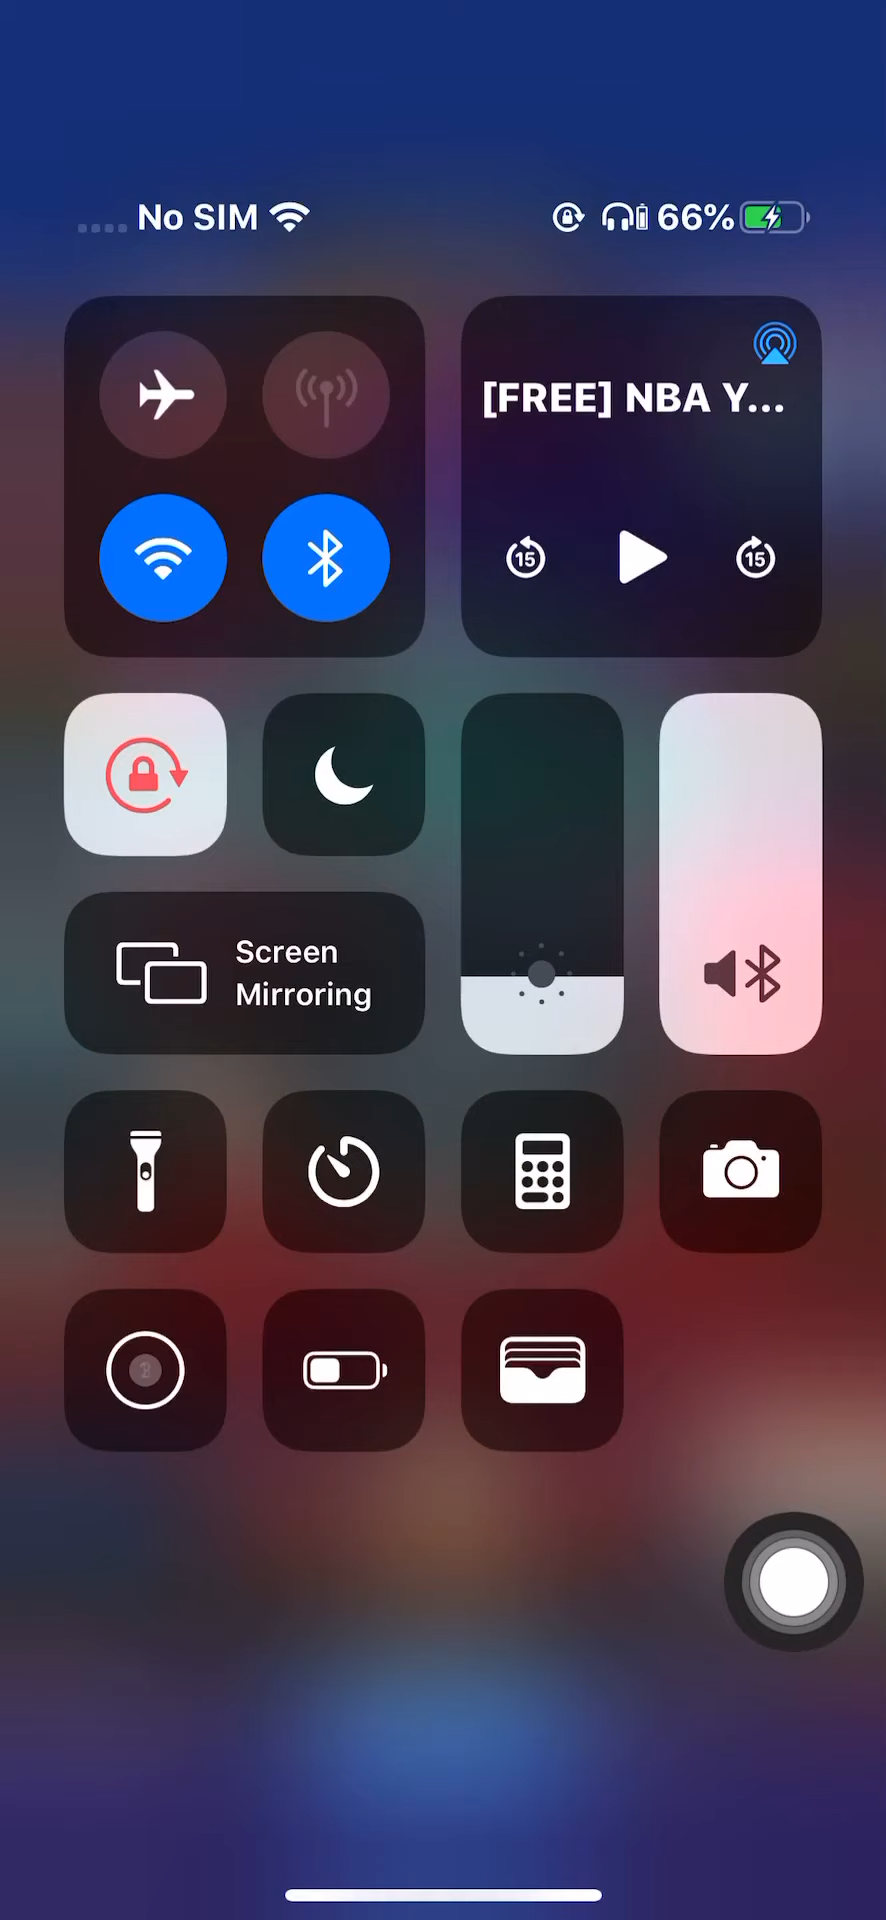 No SIM
66%
[FREE] NBA Y...
15
15
Screen
Mirroring